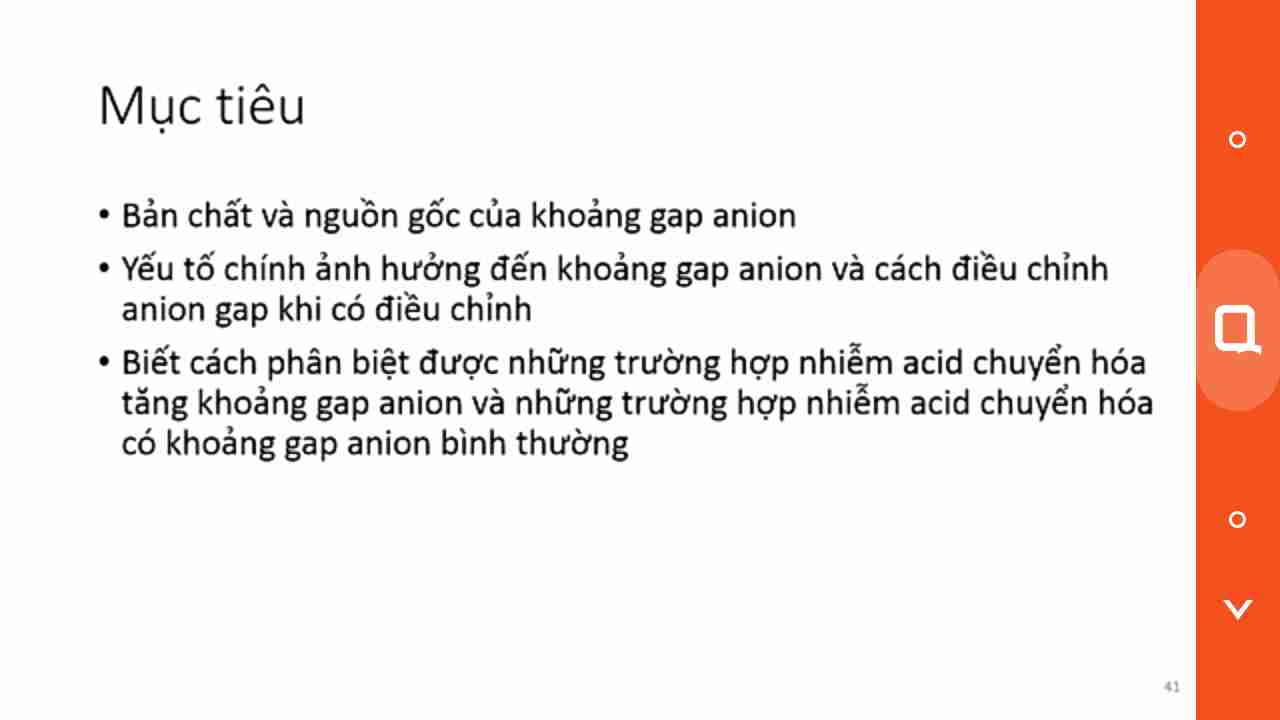 Mục tiêu
• Bản chất và nguồn gốc của khoảng gap anion
• Yếu tố chính ảnh hưởng đến khoảng gap anion và cách điều chỉnh
anion gap khi có điều chỉnh
• Biết cách phân biệt được những trường hợp nhiễm acid chuyển hóa
tăng khoảng gap anion và những trường hợp nhiễm acid chuyển hóa
có khoảng gap anion bình thường
41